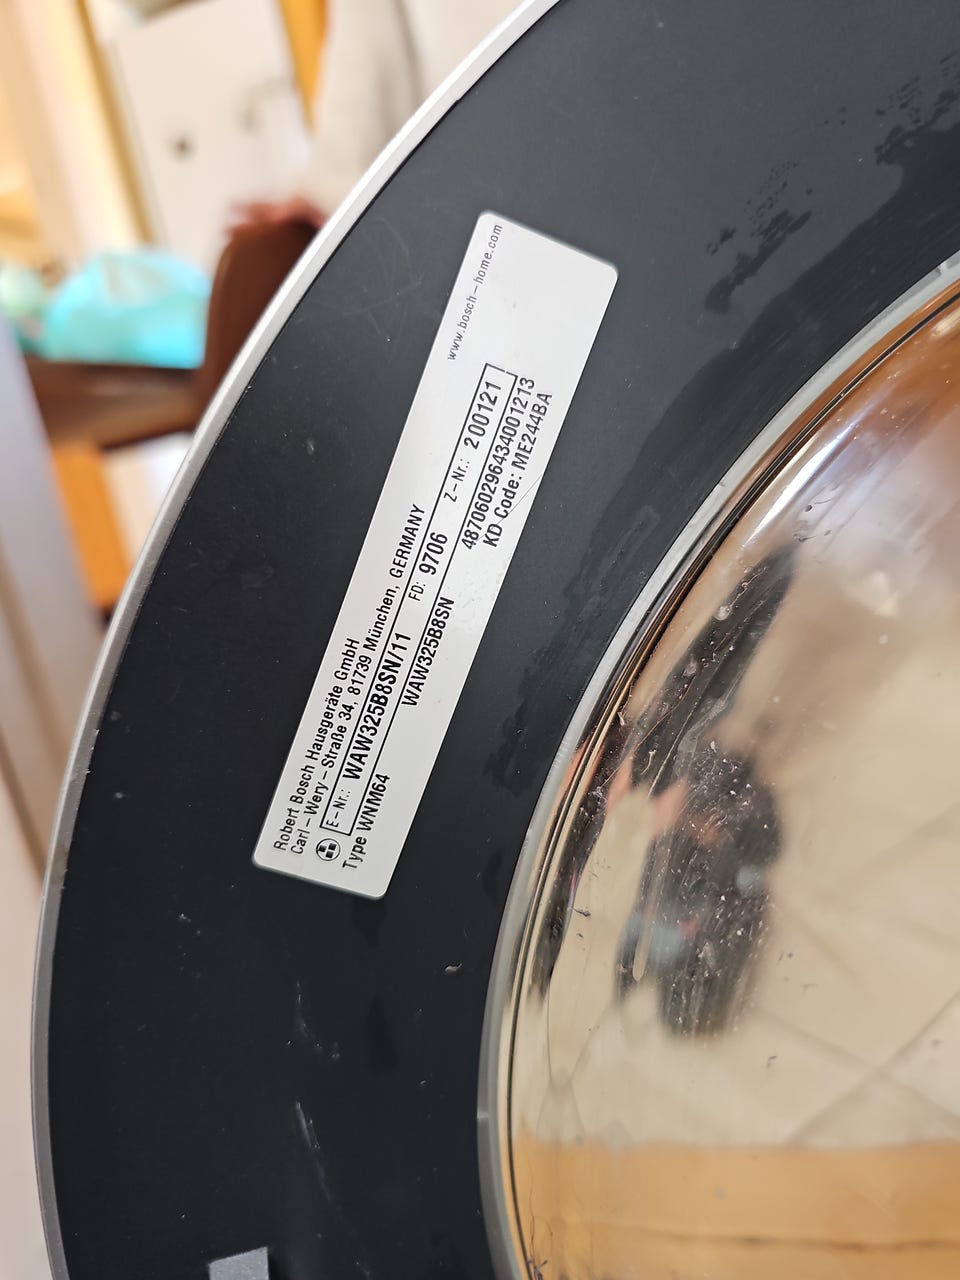 www.bosch-home.com
Robert Bosch Hausgeräte GmbH
Carl-Wery-Straße 34, 81739 München, GERMANY
E-Nr.: WAW325B8SN/11 FD: 9706 Z-Nr.: 200121
Type WNM64 WAW325B8SN 487060296434001213
KD Code: ME244BA